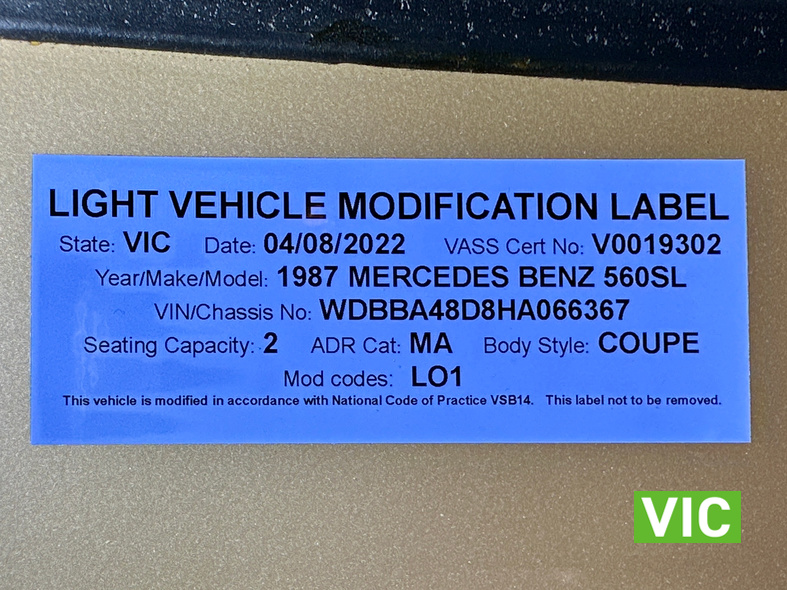 LIGHT VEHICLE MODIFICATION LABEL
State: VIC Date: 04/08/2022 VASS Cert No: V0019302
Year/Make/Model: 1987 MERCEDES BENZ 560SL
VIN/Chassis No: WDBBA48D8HA066367
Seating Capacity: 2 ADR Cat: MA Body Style: COUPE
Mod codes: LO1
This vehicle is modified in accordance with National Code of Practice VSB14. This label not to be removed.
VIC